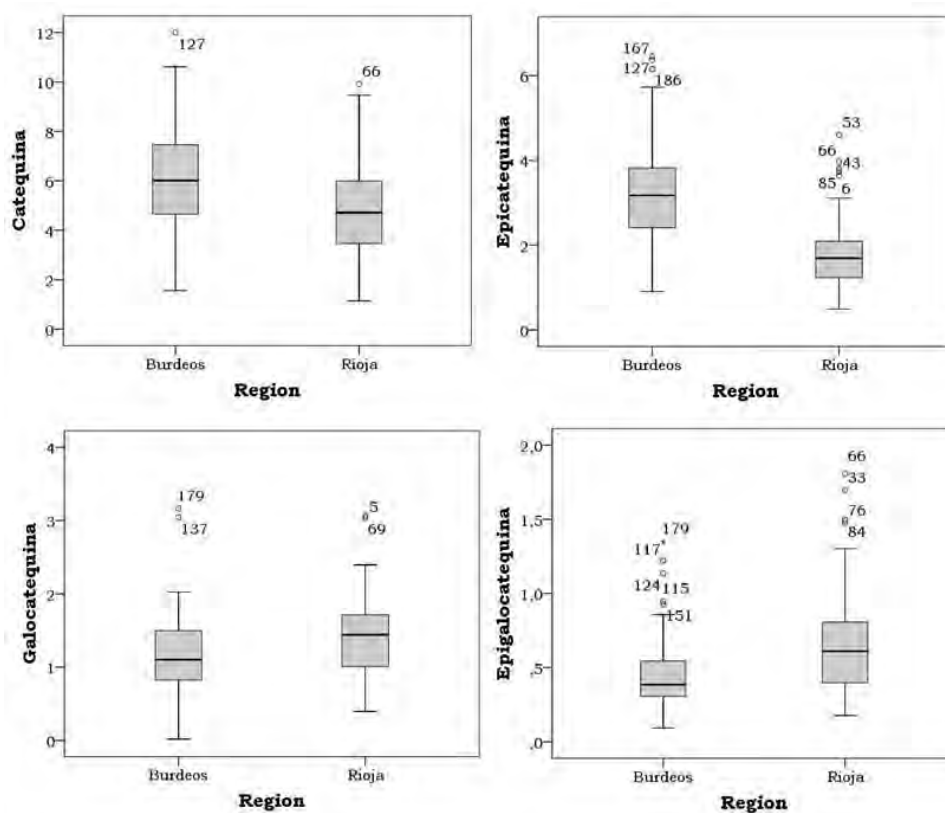 12
127
10
66
8
6
4
2
0
Catequina
Burdeos
Rioja
Region
167
127
186
6
53
66
43
85
6
4
2
0
Epicatequina
Burdeos
Rioja
Region
4
179
137
5
69
3
2
1
0
Galocatequina
Burdeos
Rioja
Region
2,0
66
33
76
84
179
117
124
115
151
1,5
1,0
,5
,0
Epigalocatequina
Burdeos
Rioja
Region